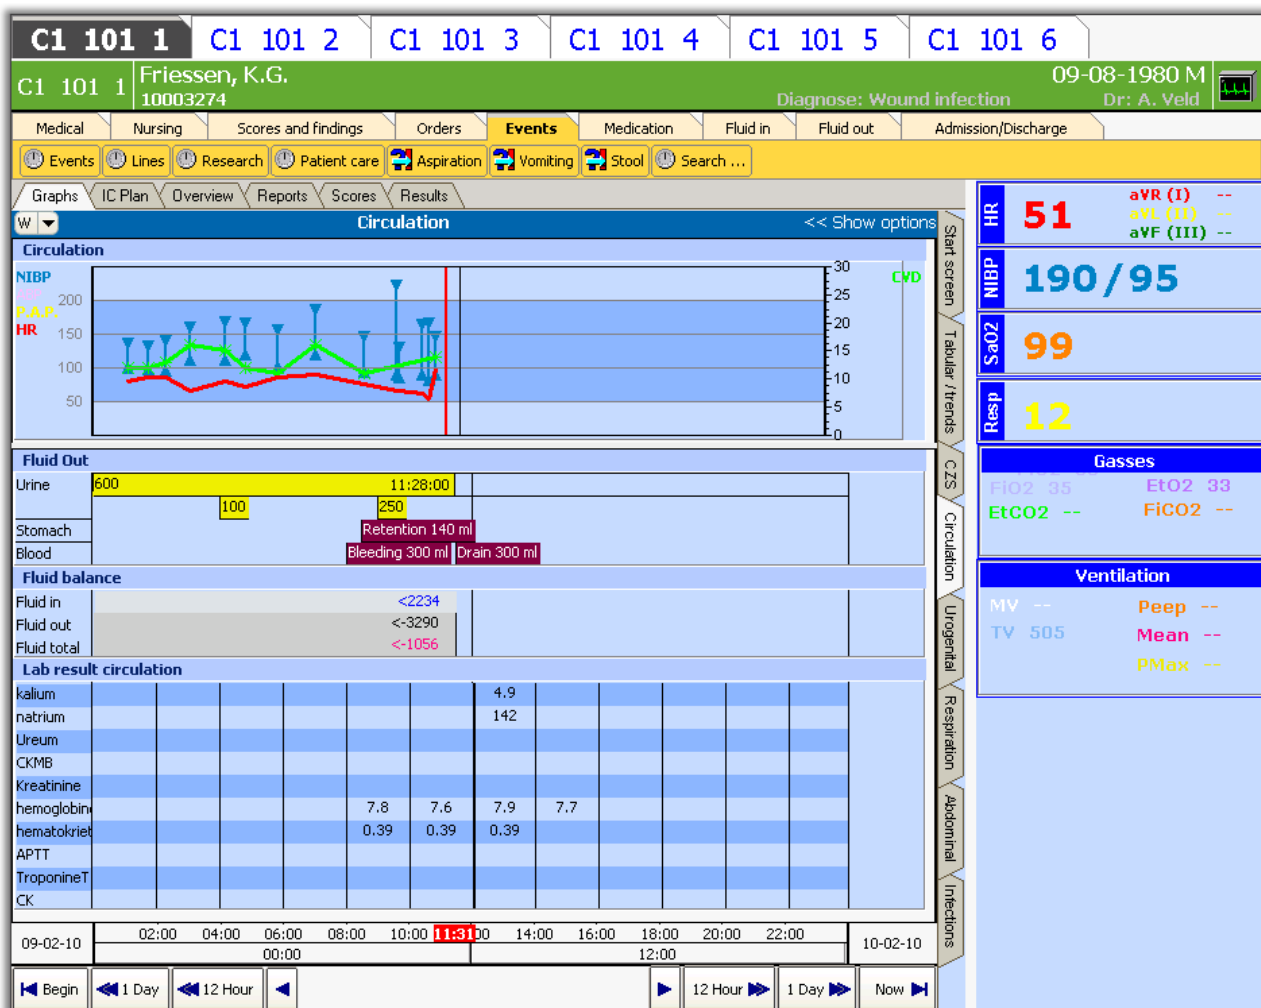 C1 101 1 C1 101 2 C1 101 3 C1 101 4 C1 101 5 C1 101 6
C1 101 1 Friessen, K.G. 09-08-1980 M
10003274 Diagnose: Wound infection Dr: A. Veld
Medical Nursing Scores and findings Orders Events Medication Fluid in Fluid out Admission/Discharge
Events Lines Research Patient care Aspiration Vomiting Stool Search ...
Graphs IC Plan Overview Reports Scores Results
W Circulation << Show options
Circulation
NIBP
P.A.P.
HR
200
150
100
50
30
25
20
15
10
5
0
CVD
Fluid Out
Urine 600 11:28:00
100 250
Stomach Retention 140 ml
Blood Bleeding 300 ml Drain 300 ml
Fluid balance
Fluid in <2234
Fluid out <-3290
Fluid total <-1056
Lab result circulation
kalium 4.9
natrium 142
Ureum
CKMB
Kreatinine
hemoglobin 7.8 7.6 7.9 7.7
hematokriet 0.39 0.39 0.39
APTT
TroponineT
CK
09-02-10 02:00 04:00 06:00 08:00 10:00 11:31 00 14:00 16:00 18:00 20:00 22:00 10-02-10
00:00 12:00
Begin 1 Day 12 Hour 12 Hour 1 Day Now
Start screen
Tabular / trends
CZS
Circulation
Urogenital
Respiration
Abdominal
Infections
HR 51 aVR (I) --
aVL (II) --
aVF (III) --
NIBP 190/95
SaO2 99
Resp 12
Gasses
FiO2 35 EtO2 33
EtCO2 -- FiCO2 --
Ventilation
MV -- Peep --
TV 505 Mean --
PMax --